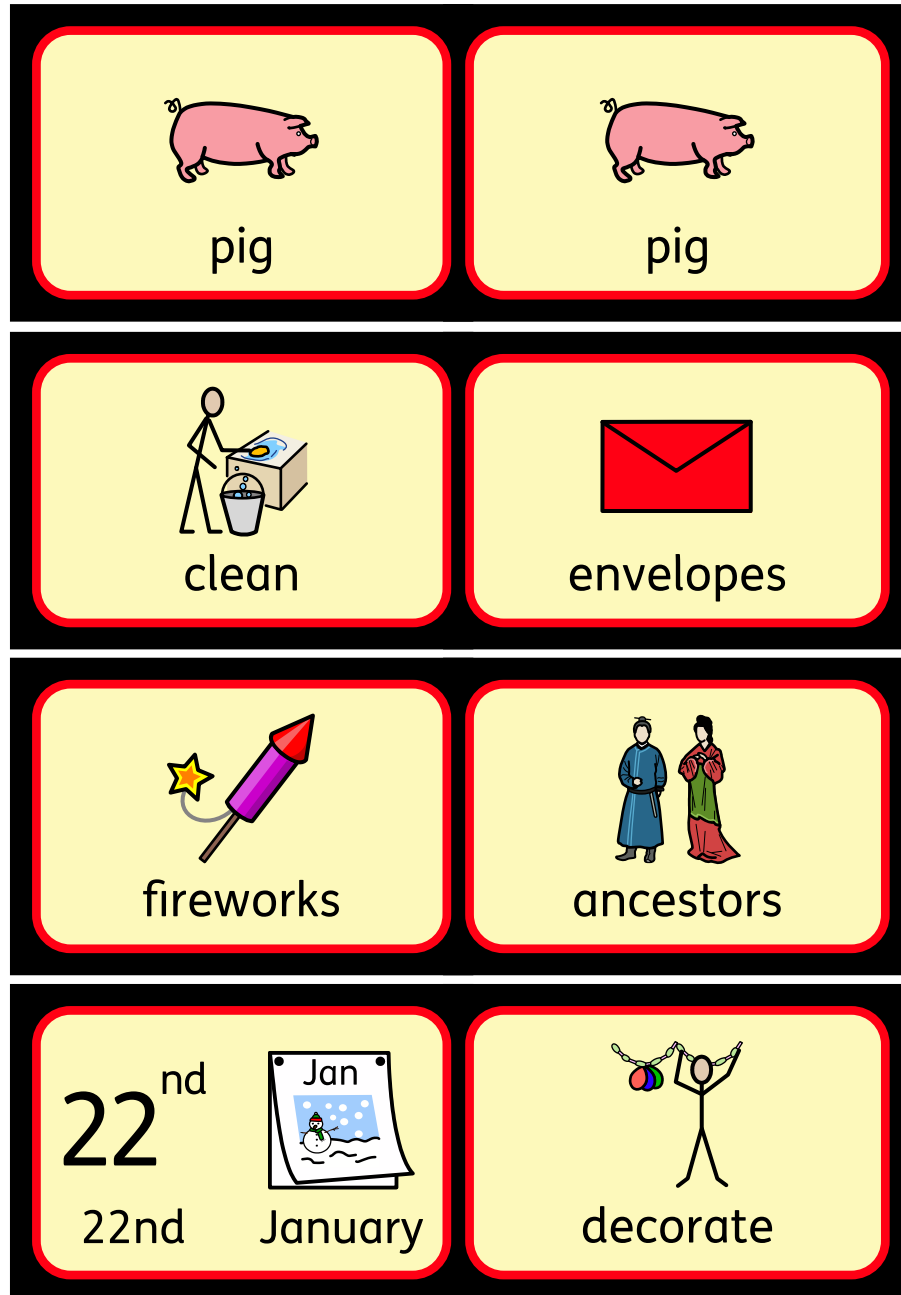 pig
pig
clean
envelopes
fireworks
ancestors
22nd
Jan
22nd January
decorate